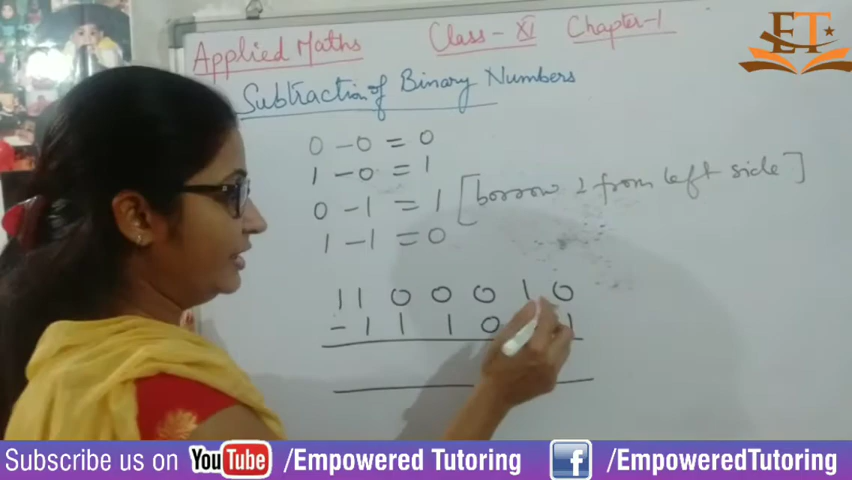 ET
Applied Maths Class - XI Chapter-1
Subtraction of Binary Numbers
0 - 0 = 0
1 - 0 = 1
0 - 1 = 1 [borrow 1 from left side]
1 - 1 = 0
1 1 0 0 0 1 0
- 1 1 1 0 1
Subscribe us on YouTube /Empowered Tutoring f /EmpoweredTutoring